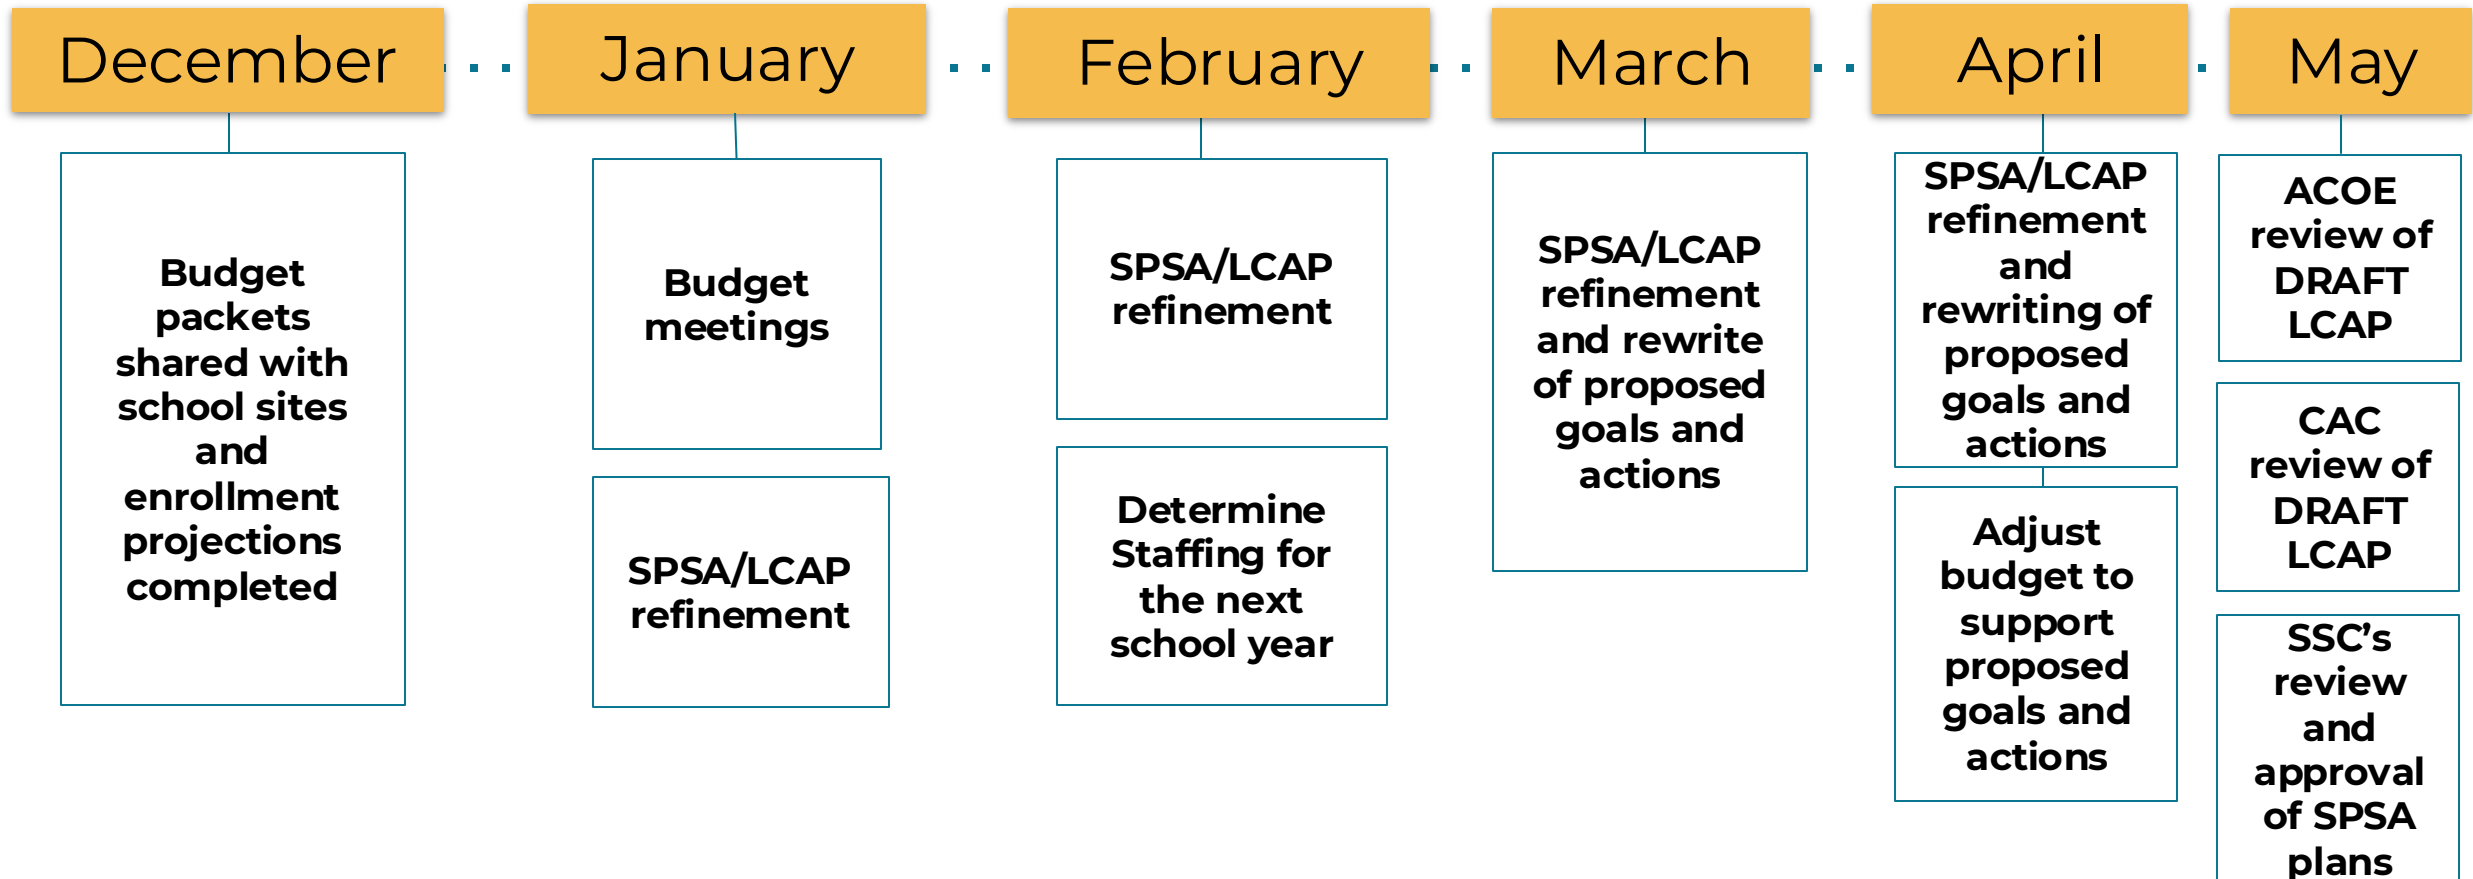 December
January
February
March
April
May
Budget
packets
shared with
school sites
and
enrollment
projections
completed
Budget
meetings
SPSA/LCAP
refinement
SPSA/LCAP
refinement
Determine
Staffing for
the next
school year
SPSA/LCAP
refinement
and rewrite
of proposed
goals and
actions
SPSA/LCAP
refinement
and
rewriting of
proposed
goals and
actions
Adjust
budget to
support
proposed
goals and
actions
ACOE
review of
DRAFT
LCAP
CAC
review of
DRAFT
LCAP
SSC’s
review
and
approval
of SPSA
plans